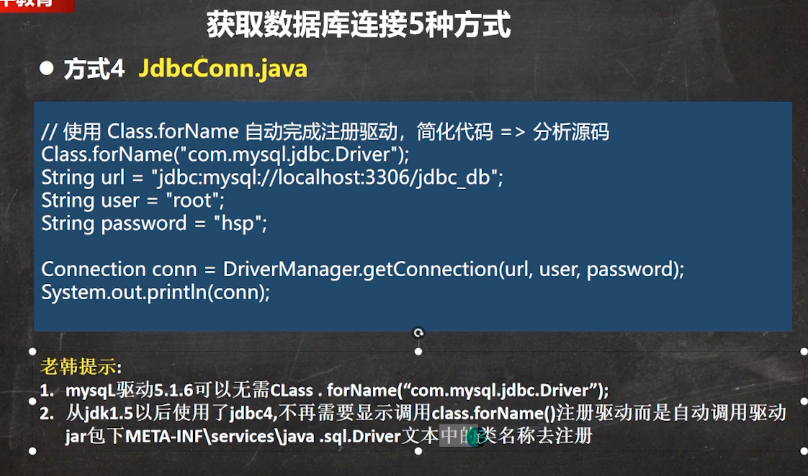 获取数据库连接5种方式
● 方式4 JdbcConn.java
// 使用 Class.forName 自动完成注册驱动，简化代码 => 分析源码
Class.forName("com.mysql.jdbc.Driver");
String url = "jdbc:mysql://localhost:3306/jdbc_db";
String user = "root";
String password = "hsp";
Connection conn = DriverManager.getConnection(url, user, password);
System.out.println(conn);
老韩提示:
1. mysqL驱动5.1.6可以无需CLass . forName(“com.mysql.jdbc.Driver”);
2. 从jdk1.5以后使用了jdbc4,不再需要显示调用class.forName()注册驱动而是自动调用驱动
jar包下META-INF\services\java .sql.Driver文本中的类名称去注册